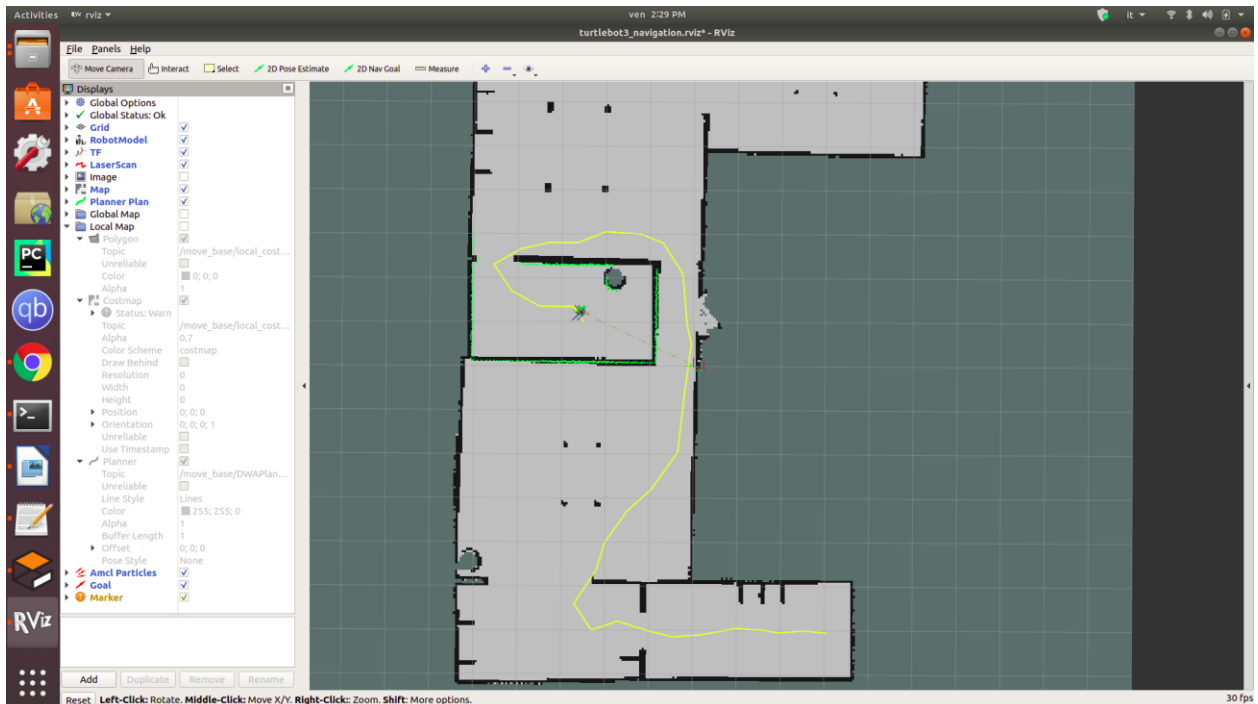 Activities RViz rviz ven 2:29 PM it
turtlebot3_navigation.rviz* - RViz
File Panels Help
Move Camera Interact Select 2D Pose Estimate 2D Nav Goal Measure
Displays
Global Options
Global Status: Ok
Grid
RobotModel
TF
LaserScan
Image
Map
Planner Plan
Global Map
Local Map
Polygon
Topic /move_base/local_cost...
Unreliable
Color 0; 0; 0
Alpha 1
Costmap
Status: Warn
Topic /move_base/local_cost...
Alpha 0,7
Color Scheme costmap
Draw Behind
Resolution 0
Width 0
Height 0
Position 0; 0; 0
Orientation 0; 0; 0; 1
Unreliable
Use Timestamp
Planner
Topic /move_base/DWAPlan...
Unreliable
Line Style Lines
Color 255; 255; 0
Alpha 1
Buffer Length 1
Offset 0; 0; 0
Pose Style None
Amcl Particles
Goal
Marker
PC
qb
RViz
Add Duplicate Remove Rename
Reset Left-Click: Rotate. Middle-Click: Move X/Y. Right-Click:: Zoom. Shift: More options. 30 fps